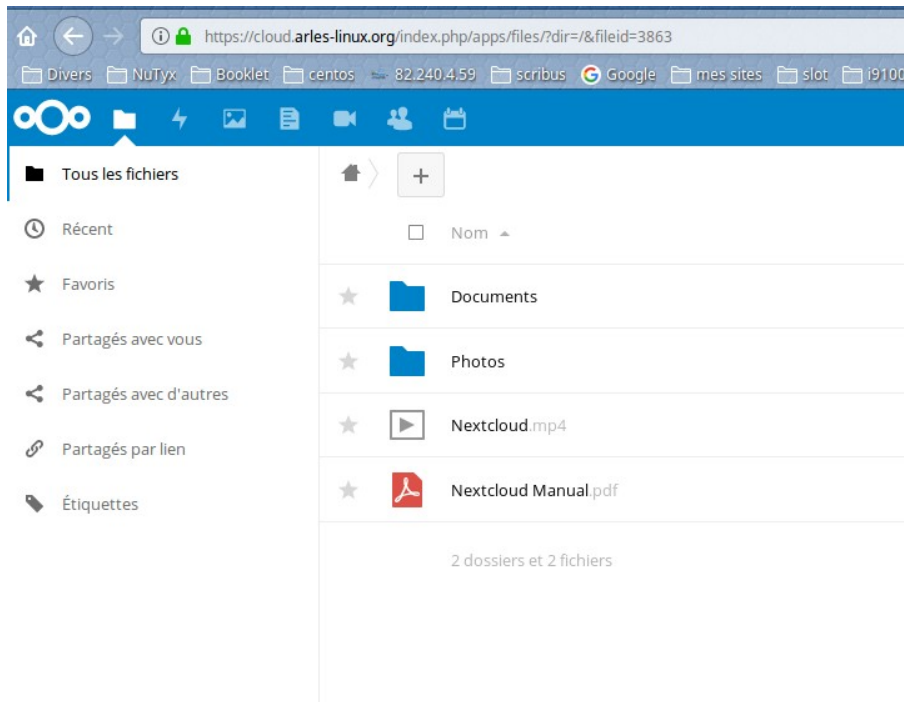 https://cloud.arles-linux.org/index.php/apps/files/?dir=/&fileid=3863
Divers NuTyx Booklet centos 82.240.4.59 scribus Google mes sites slot i9100
Tous les fichiers
Récent
Favoris
Partagés avec vous
Partagés avec d'autres
Partagés par lien
Étiquettes
Nom
Documents
Photos
Nextcloud.mp4
Nextcloud Manual.pdf
2 dossiers et 2 fichiers